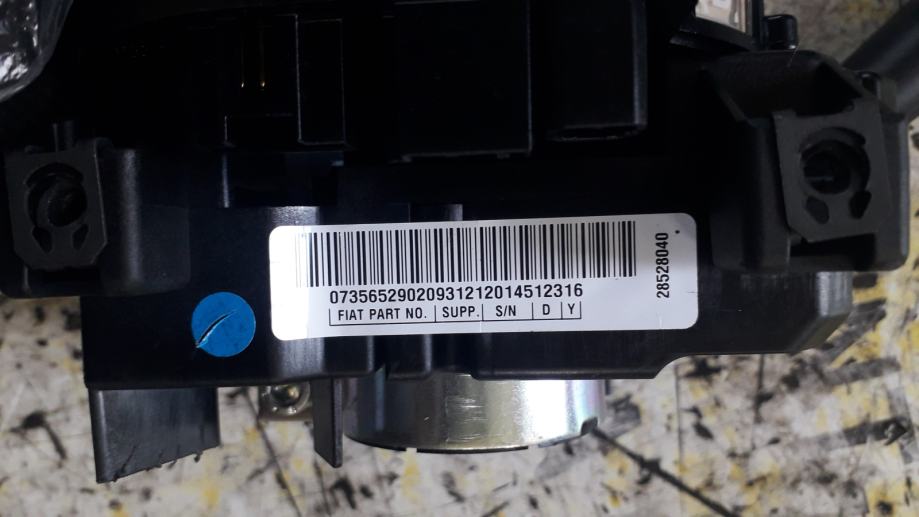 07356529020931212014512316
FIAT PART NO. SUPP. S/N D Y
28528040